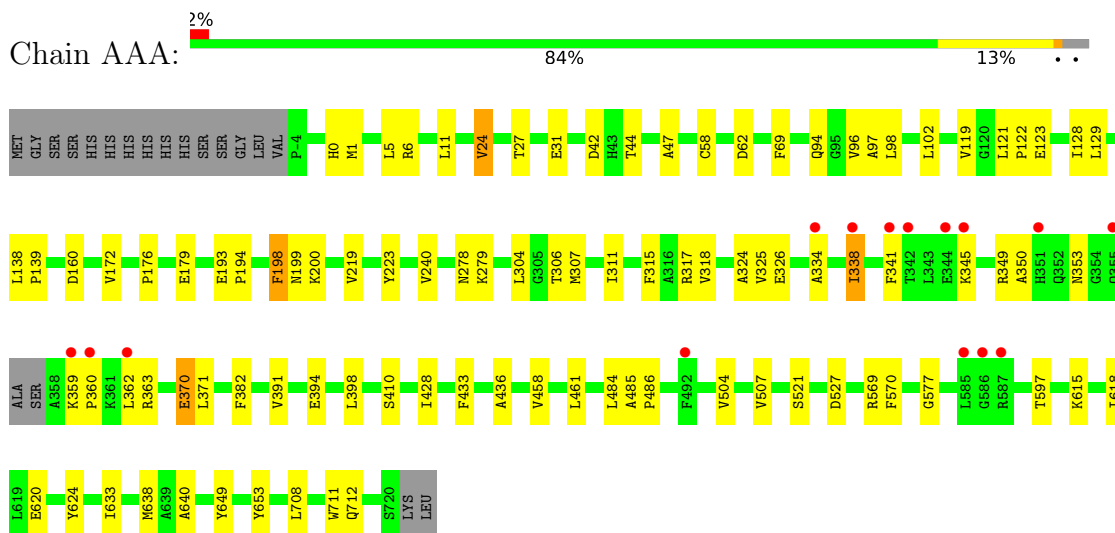 2%
Chain AAA:
84% 13% • •
MET GLY SER SER HIS HIS HIS HIS HIS HIS SER SER GLY LEU VAL P-4 H0 M1 L5 R6 L11 V24 T27 E31 D42 H43 T44 A47 C58 D62 F69 Q94 G95 V96 A97 L98 L102 V119 G120 L121 P122 E123 I128 L129
L138 P139 D160 V172 P176 E179 E193 P194 F198 N199 K200 V219 Y223 V240 N278 K279 L304 G305 T306 M307 I311 F315 A316 R317 V318 A324 V325 E326 A334 I338 F341 T342 L343 E344 K345 R349 A350 H351 Q352 N353 G354
ALA SER A358 K359 P360 K361 L362 R363 E370 L371 F382 V391 E394 L398 S410 I428 F433 A436 V458 L461 L484 A485 P486 F492 V504 V507 S521 D527 R569 F570 G577 L585 G586 R587 T597 K615 I618
L619 E620 Y624 I633 M638 A639 A640 Y649 Y653 L708 W711 Q712 S720 LYS LEU